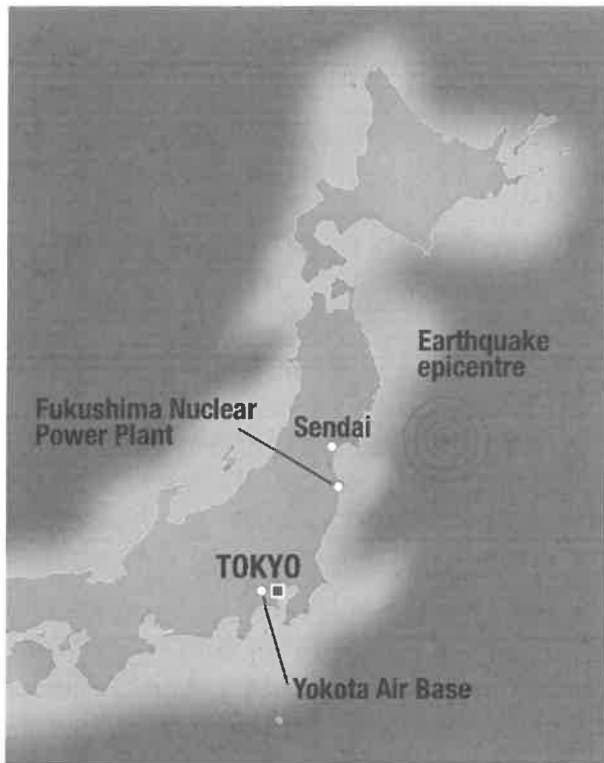 Earthquake
epicentre
Fukushima Nuclear
Power Plant
Sendai
TOKYO
Yokota Air Base